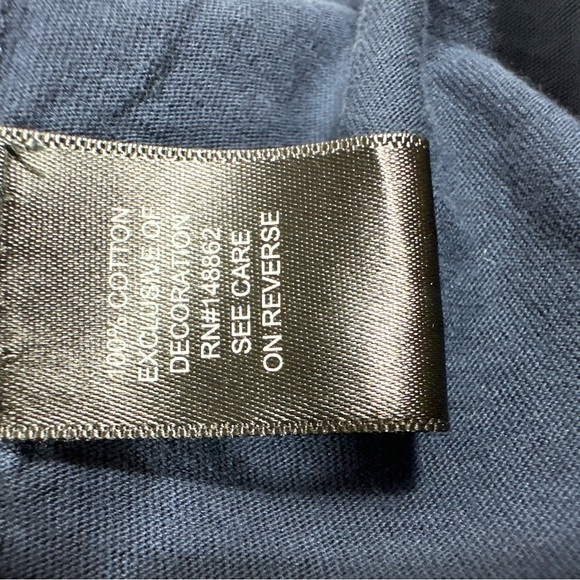 100% COTTON
EXCLUSIVE OF
DECORATION
RN#148862
SEE CARE
ON REVERSE